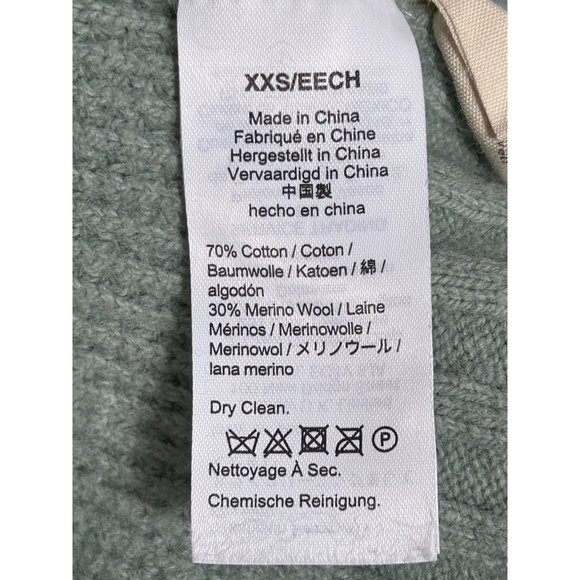 XXS/EECH
Made in China
Fabriqué en Chine
Hergestellt in China
Vervaardigd in China
中国製
hecho en china
70% Cotton / Coton /
Baumwolle / Katoen / 綿 /
algodón
30% Merino Wool / Laine
Mérinos / Merinowolle /
Merinowol / メリノウール /
lana merino
Dry Clean.
P
Nettoyage À Sec.
Chemische Reinigung.